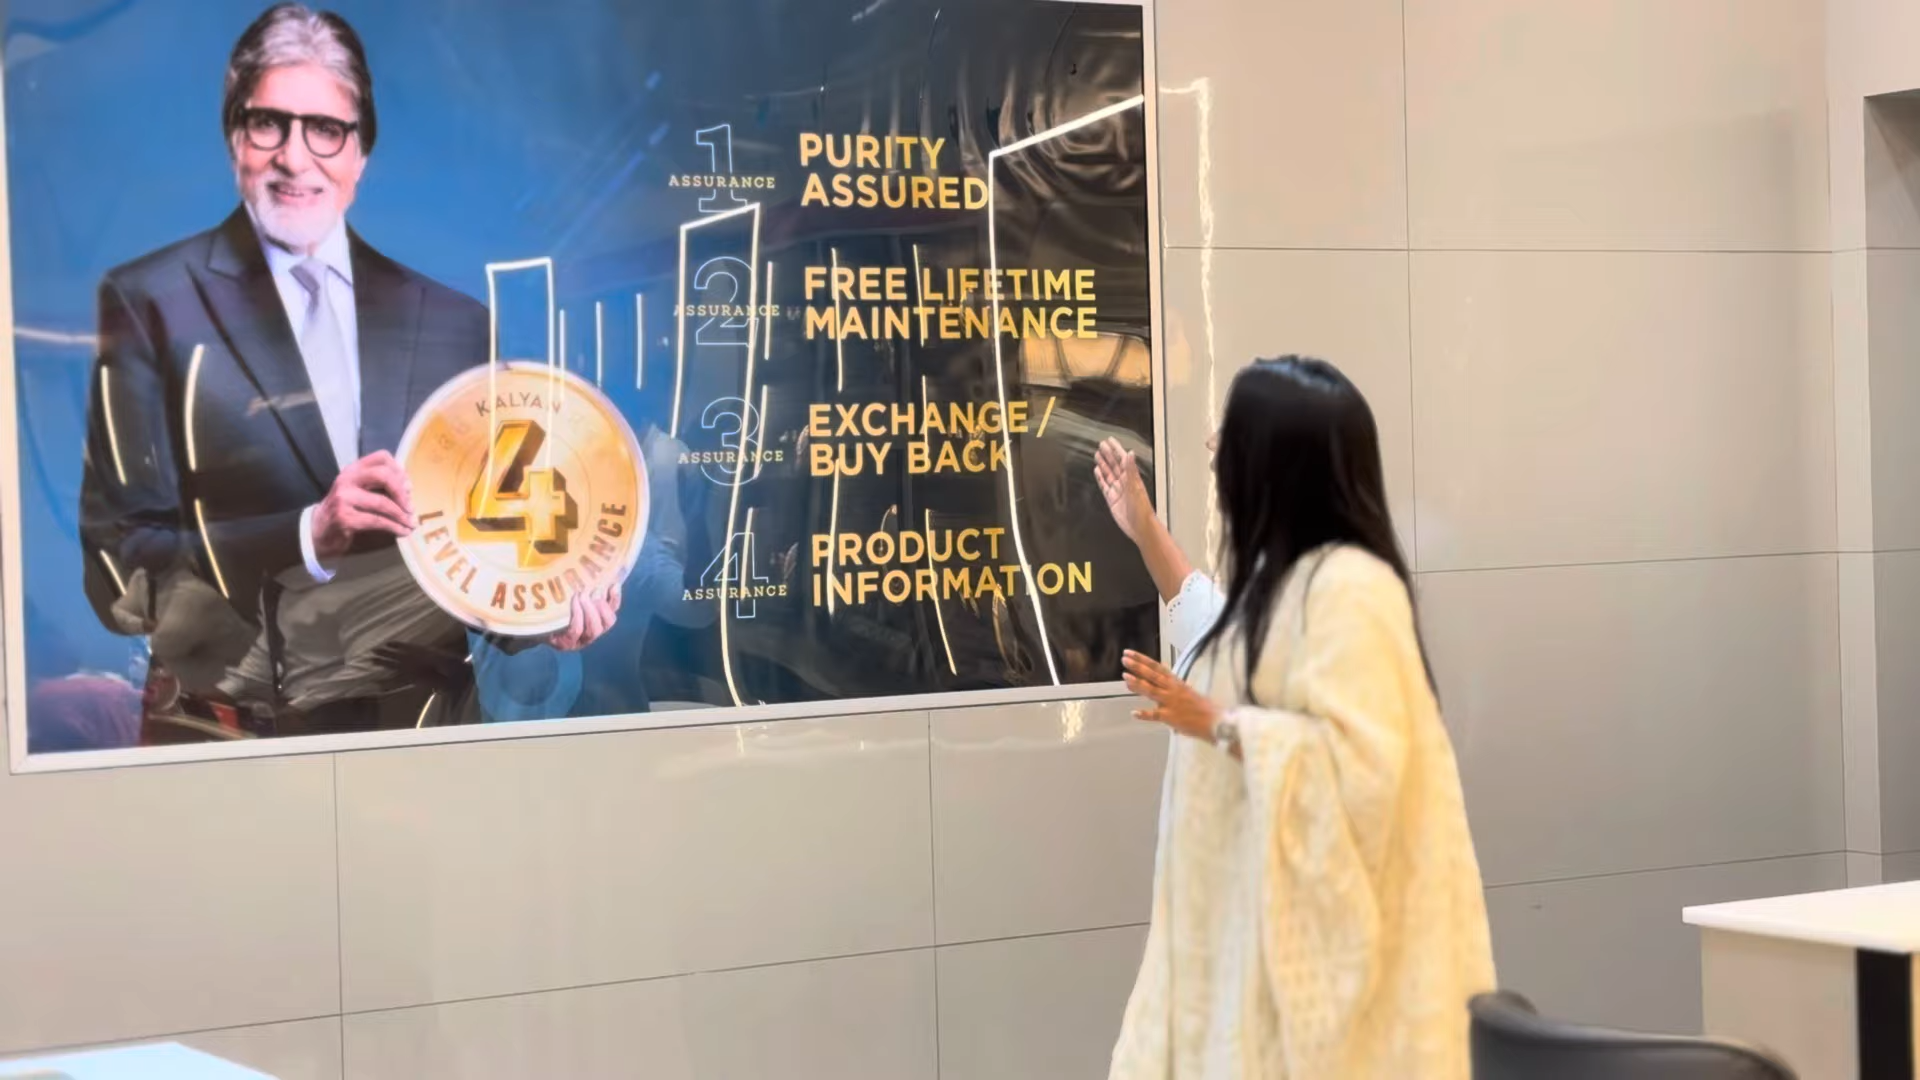 KALYAN
4
LEVEL ASSURANCE
1
ASSURANCE
PURITY
ASSURED
2
ASSURANCE
FREE LIFETIME
MAINTENANCE
3
ASSURANCE
EXCHANGE /
BUY BACK
4
ASSURANCE
PRODUCT
INFORMATION